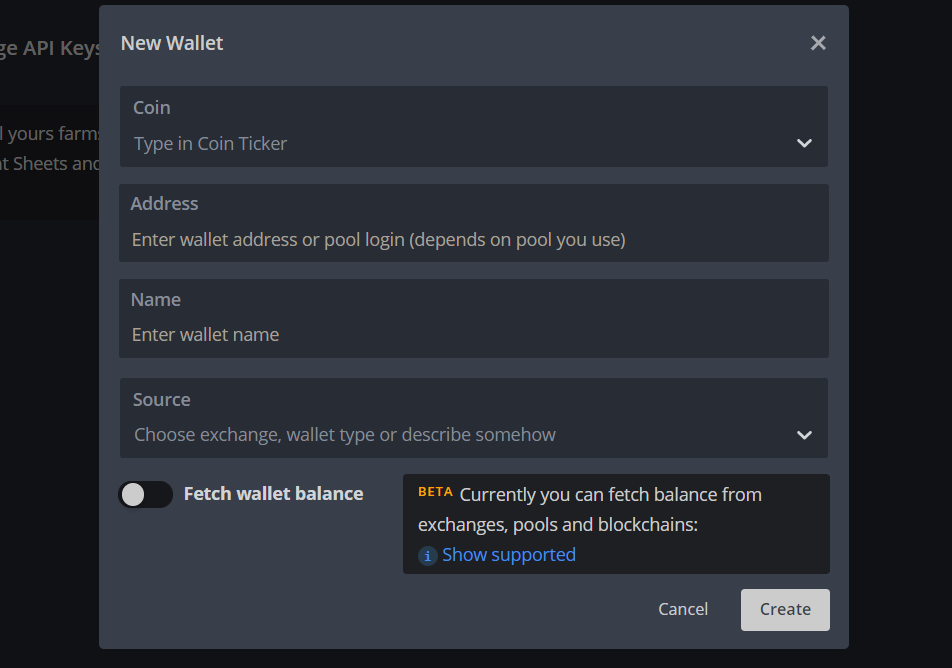 ge API Keys
New Wallet
Coin
Type in Coin Ticker
l yours farms
t Sheets and
Address
Enter wallet address or pool login (depends on pool you use)
Name
Enter wallet name
Source
Choose exchange, wallet type or describe somehow
Fetch wallet balance
BETA Currently you can fetch balance from
exchanges, pools and blockchains:
i Show supported
Cancel
Create